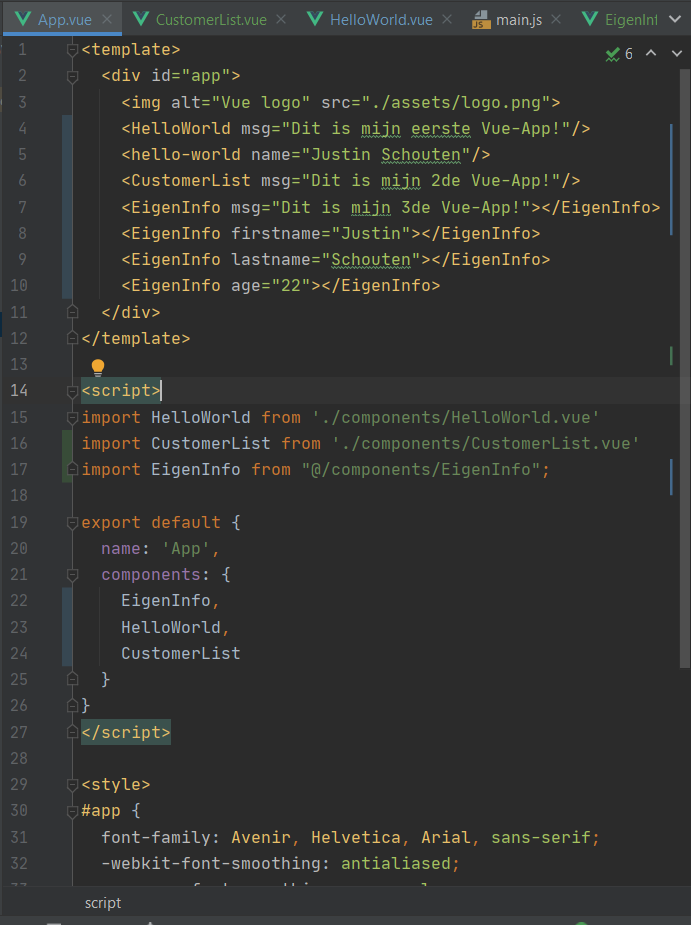 App.vue CustomerList.vue HelloWorld.vue main.js EigenInf
1 <template> 6
2 <div id="app">
3 <img alt="Vue logo" src="./assets/logo.png">
4 <HelloWorld msg="Dit is mijn eerste Vue-App!"/>
5 <hello-world name="Justin Schouten"/>
6 <CustomerList msg="Dit is mijn 2de Vue-App!"/>
7 <EigenInfo msg="Dit is mijn 3de Vue-App!"></EigenInfo>
8 <EigenInfo firstname="Justin"></EigenInfo>
9 <EigenInfo lastname="Schouten"></EigenInfo>
10 <EigenInfo age="22"></EigenInfo>
11 </div>
12 </template>
13
14 <script>
15 import HelloWorld from './components/HelloWorld.vue'
16 import CustomerList from './components/CustomerList.vue'
17 import EigenInfo from "@/components/EigenInfo";
18
19 export default {
20 name: 'App',
21 components: {
22 EigenInfo,
23 HelloWorld,
24 CustomerList
25 }
26 }
27 </script>
28
29 <style>
30 #app {
31 font-family: Avenir, Helvetica, Arial, sans-serif;
32 -webkit-font-smoothing: antialiased;
script